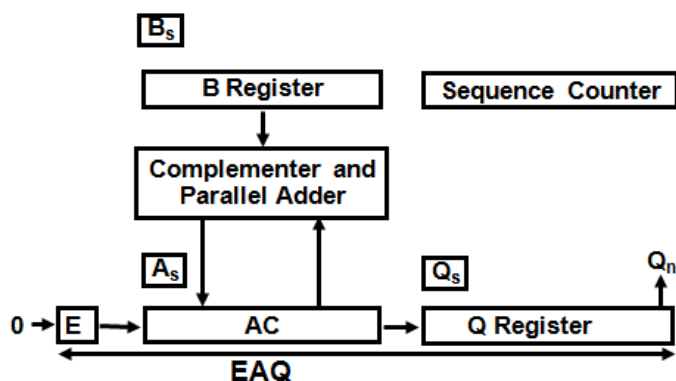 Bs
B Register
Sequence Counter
Complementer and
Parallel Adder
As
Qs
Qn
0
E
AC
Q Register
EAQ